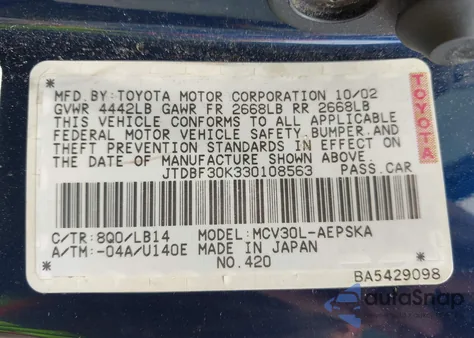 MFD.BY:TOYOTA MOTOR CORPORATION 10/02
GVWR 4442LB GAWR FR 2668LB RR 2668LB
THIS VEHICLE CONFORMS TO ALL APPLICABLE
FEDERAL MOTOR VEHICLE SAFETY,BUMPER,AND
THEFT PREVENTION STANDARDS IN EFFECT ON
THE DATE OF MANUFACTURE SHOWN ABOVE.
*JTDBF30K330108563* PASS.CAR
TOYOTA
C/TR:8Q0/LB14 MODEL:MCV30L-AEPSKA
A/TM:-04A/U140E MADE IN JAPAN
NO.420
* *
BA5429098
autoSnap